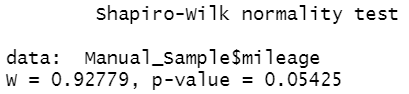 Shapiro-Wilk normality test
data: Manual_Sample$mileage
W = 0.92779, p-value = 0.05425